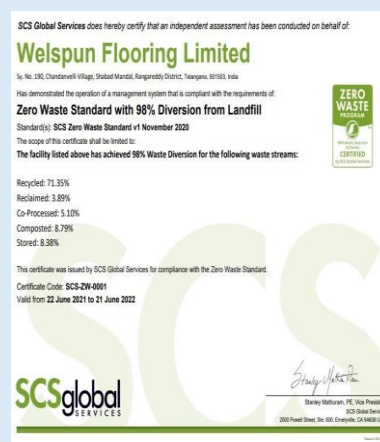 SCS Global Services does hereby certify that an independent assessment has been conducted on behalf of:
Welspun Flooring Limited
Sy. No. 190, Chandanvelli Village, Shabad Mandal, Rangareddy District, Telangana, 501503, India
Has demonstrated the operation of a management system that is compliant with the requirements of:
Zero Waste Standard with 98% Diversion from Landfill
Standard(s): SCS Zero Waste Standard v1 November 2020
The scope of this certificate shall be limited to:
The facility listed above has achieved 98% Waste Diversion for the following waste streams:
ZERO
WASTE
PROGRAM
CERTIFIED
by SCS Global Services
Recycled: 71.35%
Reclaimed: 3.89%
Co-Processed: 5.10%
Composted: 8.79%
Stored: 8.38%
This certificate was issued by SCS Global Services for compliance with the Zero Waste Standard.
Certificate Code: SCS-ZW-0001
Valid from 22 June 2021 to 21 June 2022
SCS
SCSglobal
SERVICES
Stanley Mathuram, PE, Vice Presid
SCS Global Servi
2000 Powell Street, Ste. 600, Emeryville, CA 94608 U